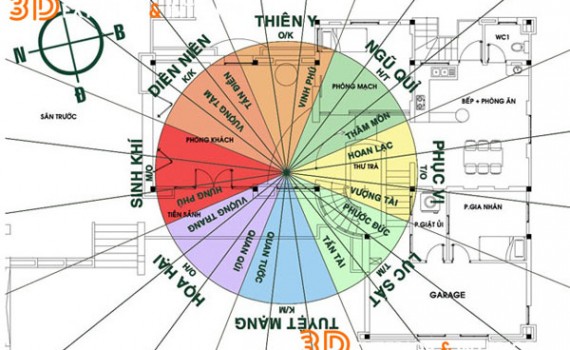 3D
&
THIÊN Y
O/K
N
B
T
Đ
DIÊN NIÊN
K/K
NGŨ QUỈ
H/T
WC1
TẤN ĐIỀN
VINH PHÚ
PHÒNG MẠCH
BẾP + PHÒNG ĂN
SÂN TRƯỚC
VƯỢNG TÀM
THÂM MÔN
PHÒNG KHÁCH
HOAN LẠC
THƯ TRÀ
SINH KHÍ
M/O
PHỤC VỊ
T/O
HƯNG PHÚ
VƯỢNG TÀI
TIỀN SẢNH
VƯỢNG TRANG
PHƯỚC ĐỨC
P.GIA NHÂN
P.GIẶT ỦI
QUAN QÚI
QUAN TƯỚC
TẤN TÀI
HỌA HẠI
O/H
LỤC SÁT
T/M
GARAGE
K/M
TUYỆT MẠNG
3D
&